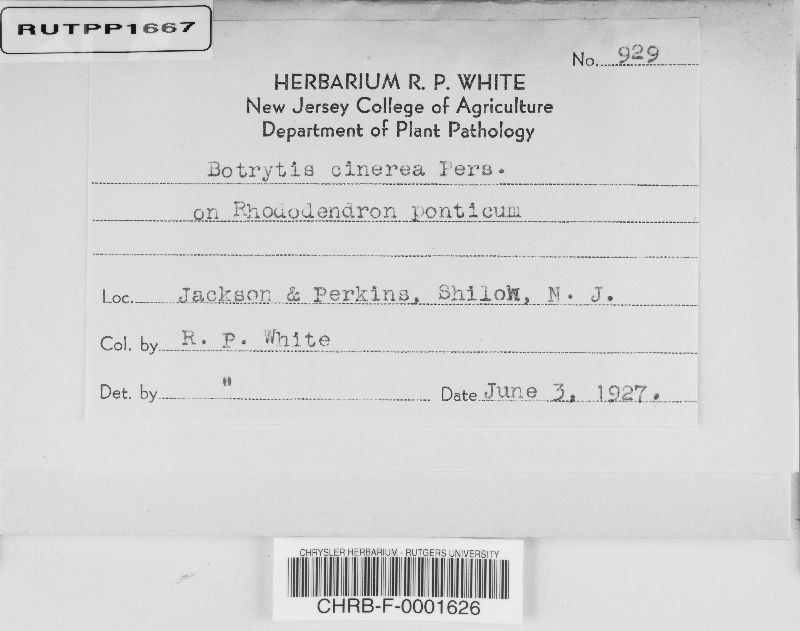 RUTPP1667
No. 929
HERBARIUM R. P. WHITE
New Jersey College of Agriculture
Department of Plant Pathology
Botrytis cinerea Pers.
on Rhododendron ponticum
Loc. Jackson & Perkins, Shiloh, N. J.
Col. by R. P. White
Det. by " Date June 3, 1927.
CHRYSLER HERBARIUM - RUTGERS UNIVERSITY
CHRB-F-0001626